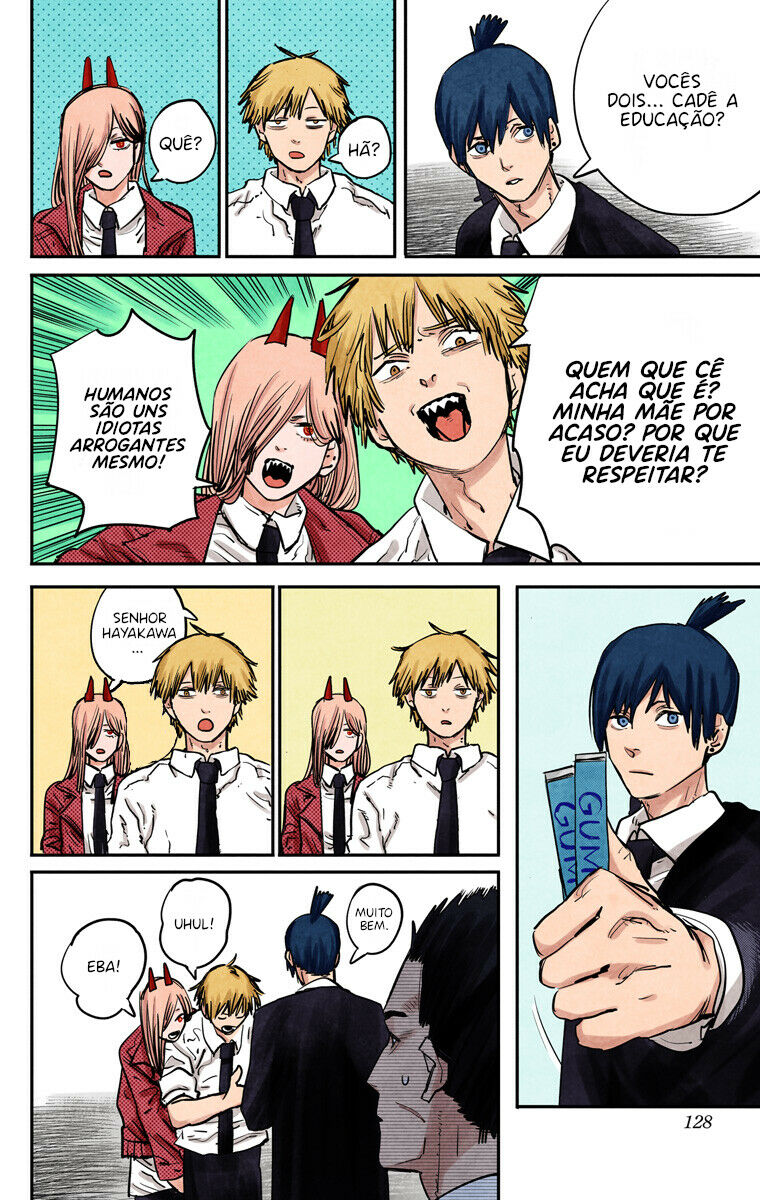 VOCÊS
DOIS... CADÊ A
EDUCAÇÃO?
HÃ?
QUÊ?
QUEM QUE CÊ
ACHA QUE É?
MINHA MÃE POR
ACASO? POR QUE
EU DEVERIA TE
RESPEITAR?
HUMANOS
SÃO UNS
IDIOTAS
ARROGANTES
MESMO!
GUM
GUM
SENHOR
HAYAKAWA
...
MUITO
BEM.
UHUL!
EBA!
128